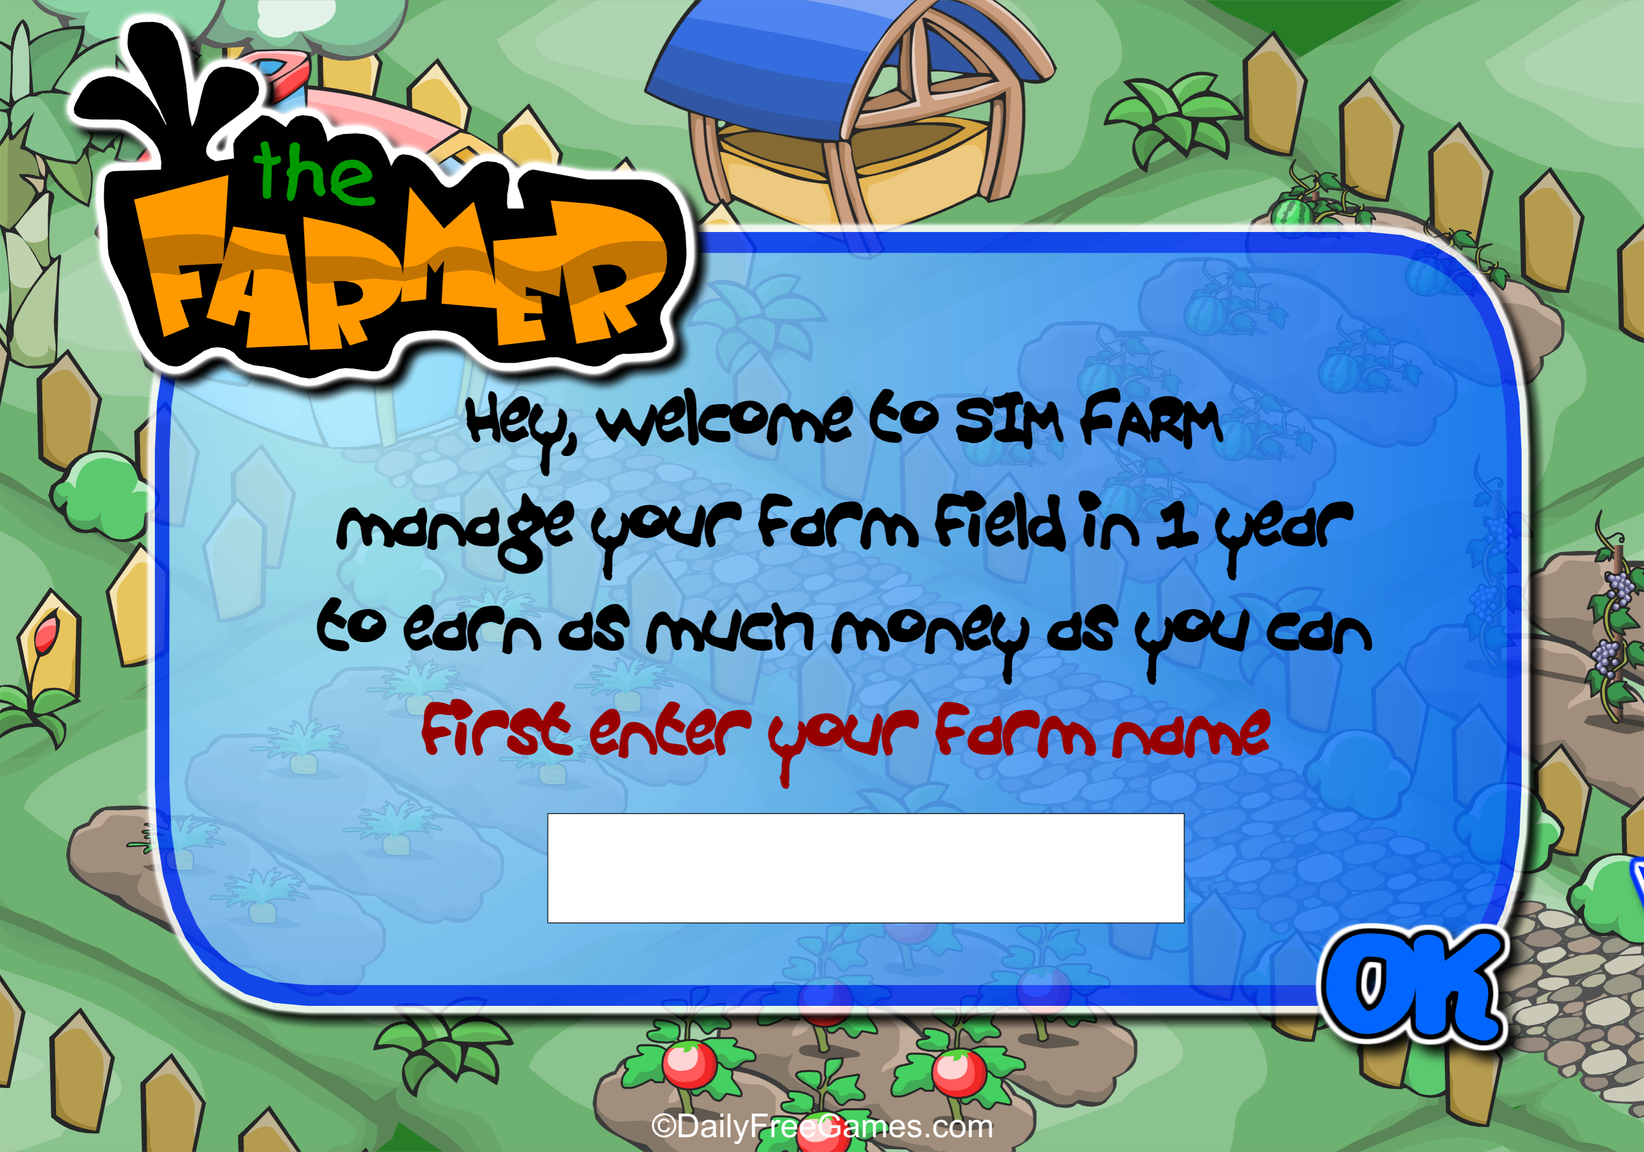 the
FARMER
Hey, welcome to SIM FARM
manage your farm field in 1 year
to earn as much money as you can
first enter your farm name
OK
©DailyFreeGames.com